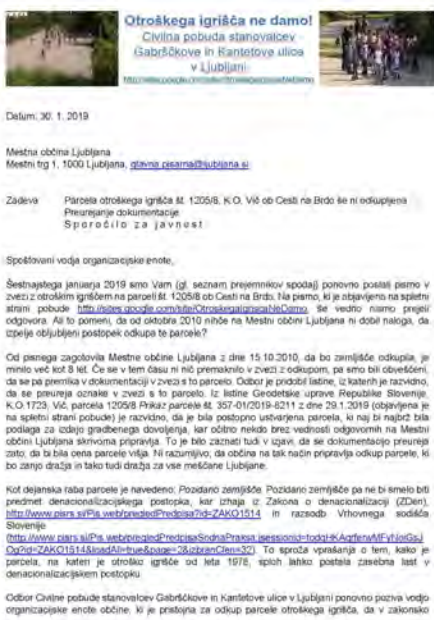 Otroškega igrišča ne damo!
Civilna pobuda stanovalcev
Gabrščkove in Kantetove ulice
v Ljubljani
Datum: 30. 1. 2019
Mestna občina Ljubljana
Mestni trg 1, 1000 Ljubljana, glavna.pisarna@ljubljana.si
Zadeva Parcela otroškega igrišča št. 1205/8, K.O. Vič ob Cesti na Brdo še ni odkupljena
Preurejanje dokumentacije
Sporočilo za javnost
Spoštovani vodja organizacijske enote,
Šestnajstega januarja 2019 smo Vam (gl. seznam prejemnikov spodaj) ponovno poslali pismo v
zvezi z otroškim igriščem na parceli št. 1205/8 ob Cesti na Brdo. Na pismo, ki je objavljeno na spletni
strani pobude http://sites.google.com/site/OtroskegaIgriscaNeDamo, še vedno nismo prejeli
odgovora. Ali to pomeni, da od oktobra 2010 nihče na Mestni občini Ljubljana ni dobil naloga, da
izpelje obljubljeni postopek odkupa te parcele?
Od pisnega zagotovila Mestne občine Ljubljana z dne 15.10.2010, da bo zemljišče odkupila, je
minilo več kot 8 let. Če se v tem času ni nič premaknilo v zvezi z odkupom, pa smo bili obveščeni,
da se pa premika v dokumentaciji v zvezi s to parcelo. Odbor je pridobil listine, iz katerih je razvidno,
da se preureja oznake v zvezi s to parcelo. Iz listine Geodetske uprave Republike Slovenije,
K.O.1723, Vič, parcela 1205/8 Prikaz parcele št. 357-01/2019-6211 z dne 29.1.2019 (objavljena je
na spletni strani pobude) je razvidno, da je bila postopno ustvarjena parcela, ki naj bi najbrž bila
podlaga za izdajo gradbenega dovoljenja, kar očitno nekdo brez vednosti odgovornih na Mestni
občini Ljubljana skrivoma pripravlja. To je bilo zaznati tudi v izjavi, da se dokumentacijo preureja
zato, da bi bila cena parcele višja. Ni razumljivo, da občina na tak način pripravlja odkup parcele, ki
bo zanjo dražja in tako tudi dražja za vse meščane Ljubljane.
Kot dejanska raba parcele je navedeno: Pozidano zemljišče. Pozidano zemljišče pa ne bi smelo biti
predmet denacionalizacijskega postopka, kar izhaja iz Zakona o denacionalizaciji (ZDen),
http://www.pisrs.si/Pis.web/pregledPredpisa?id=ZAKO1514 in razsodb Vrhovnega sodišča
Slovenije
Og?id=ZAKO1514&loadAll=true&page=2&izbranClen=32). To sproža vprašanja o tem, kako je
parcela, na kateri je otroško igrišče od leta 1978, sploh lahko postala zasebna last v
denacionalizacijskem postopku.
Odbor Civilne pobude stanovalcev Gabrščkove in Kantetove ulice v Ljubljani ponovno poziva vodjo
organizacijske enote občine, ki je pristojna za odkup parcele otroškega igrišča, da v zakonsko